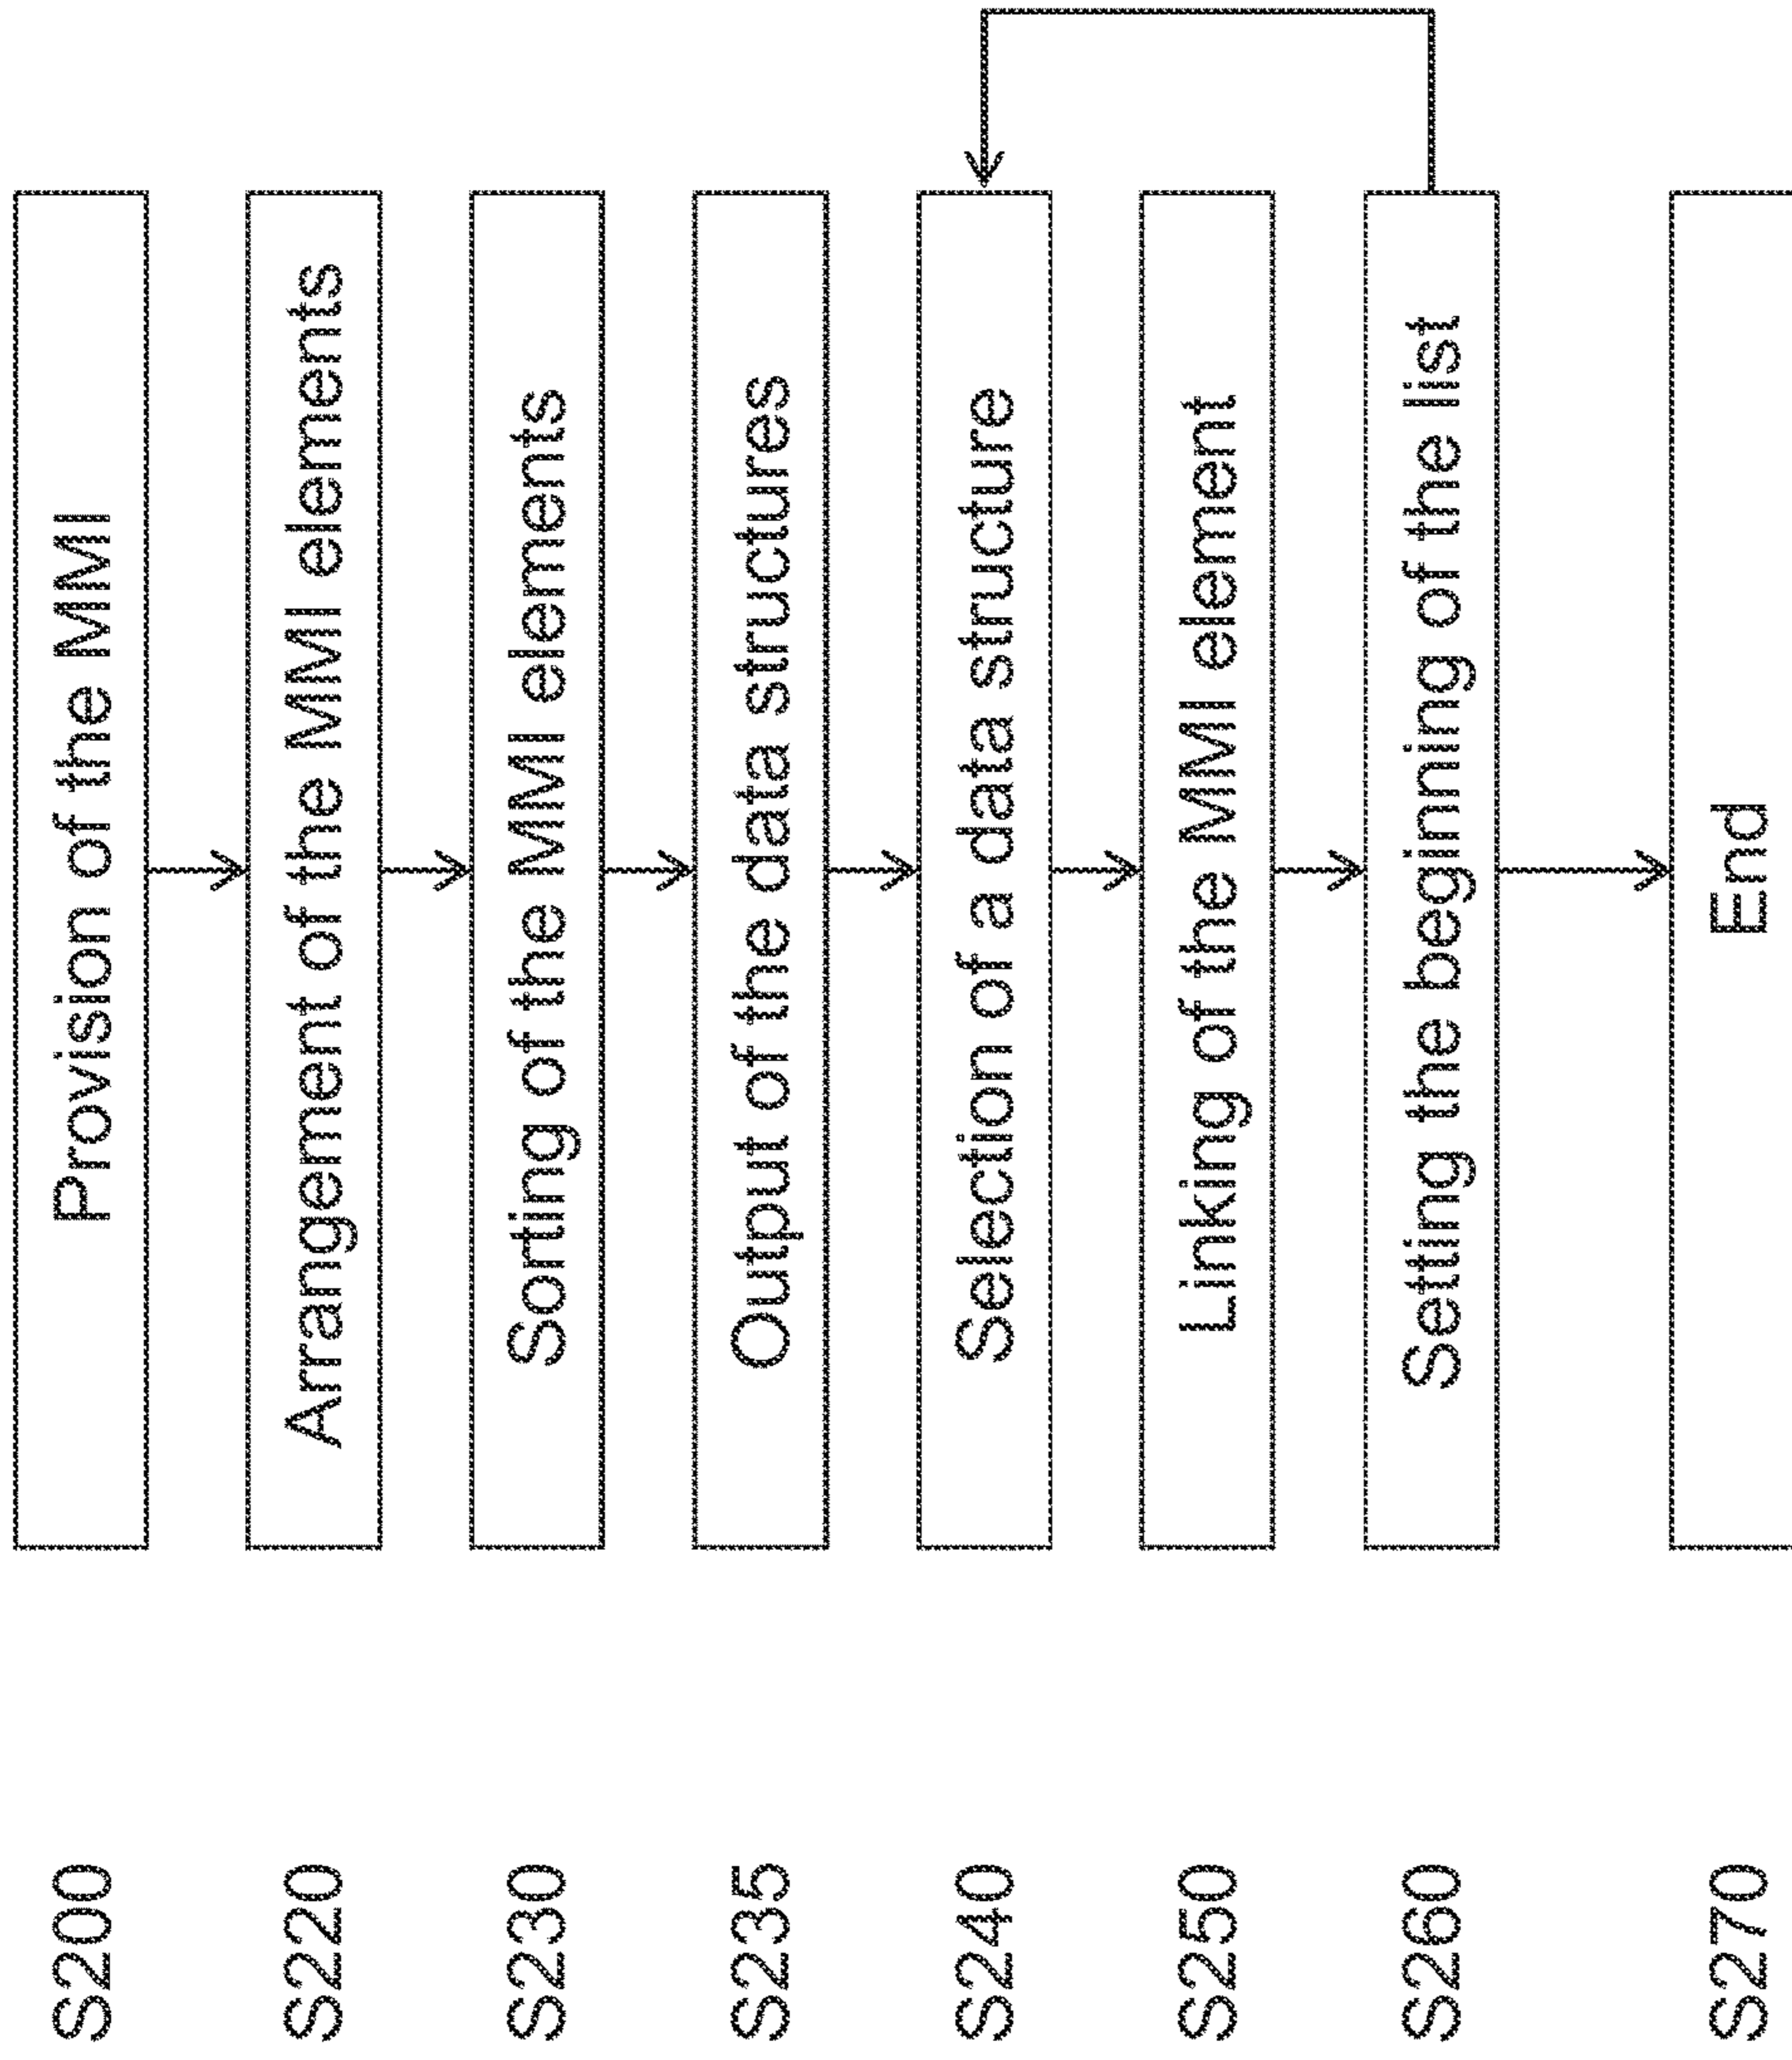 S200 Provision of the MMI
S220 Arrangement of the MMI elements
S230 Sorting of the MMI elements
S235 Output of the data structures
S240 Selection of a data structure
S250 Linking of the MMI element
S260 Setting the beginning of the list
S270 End